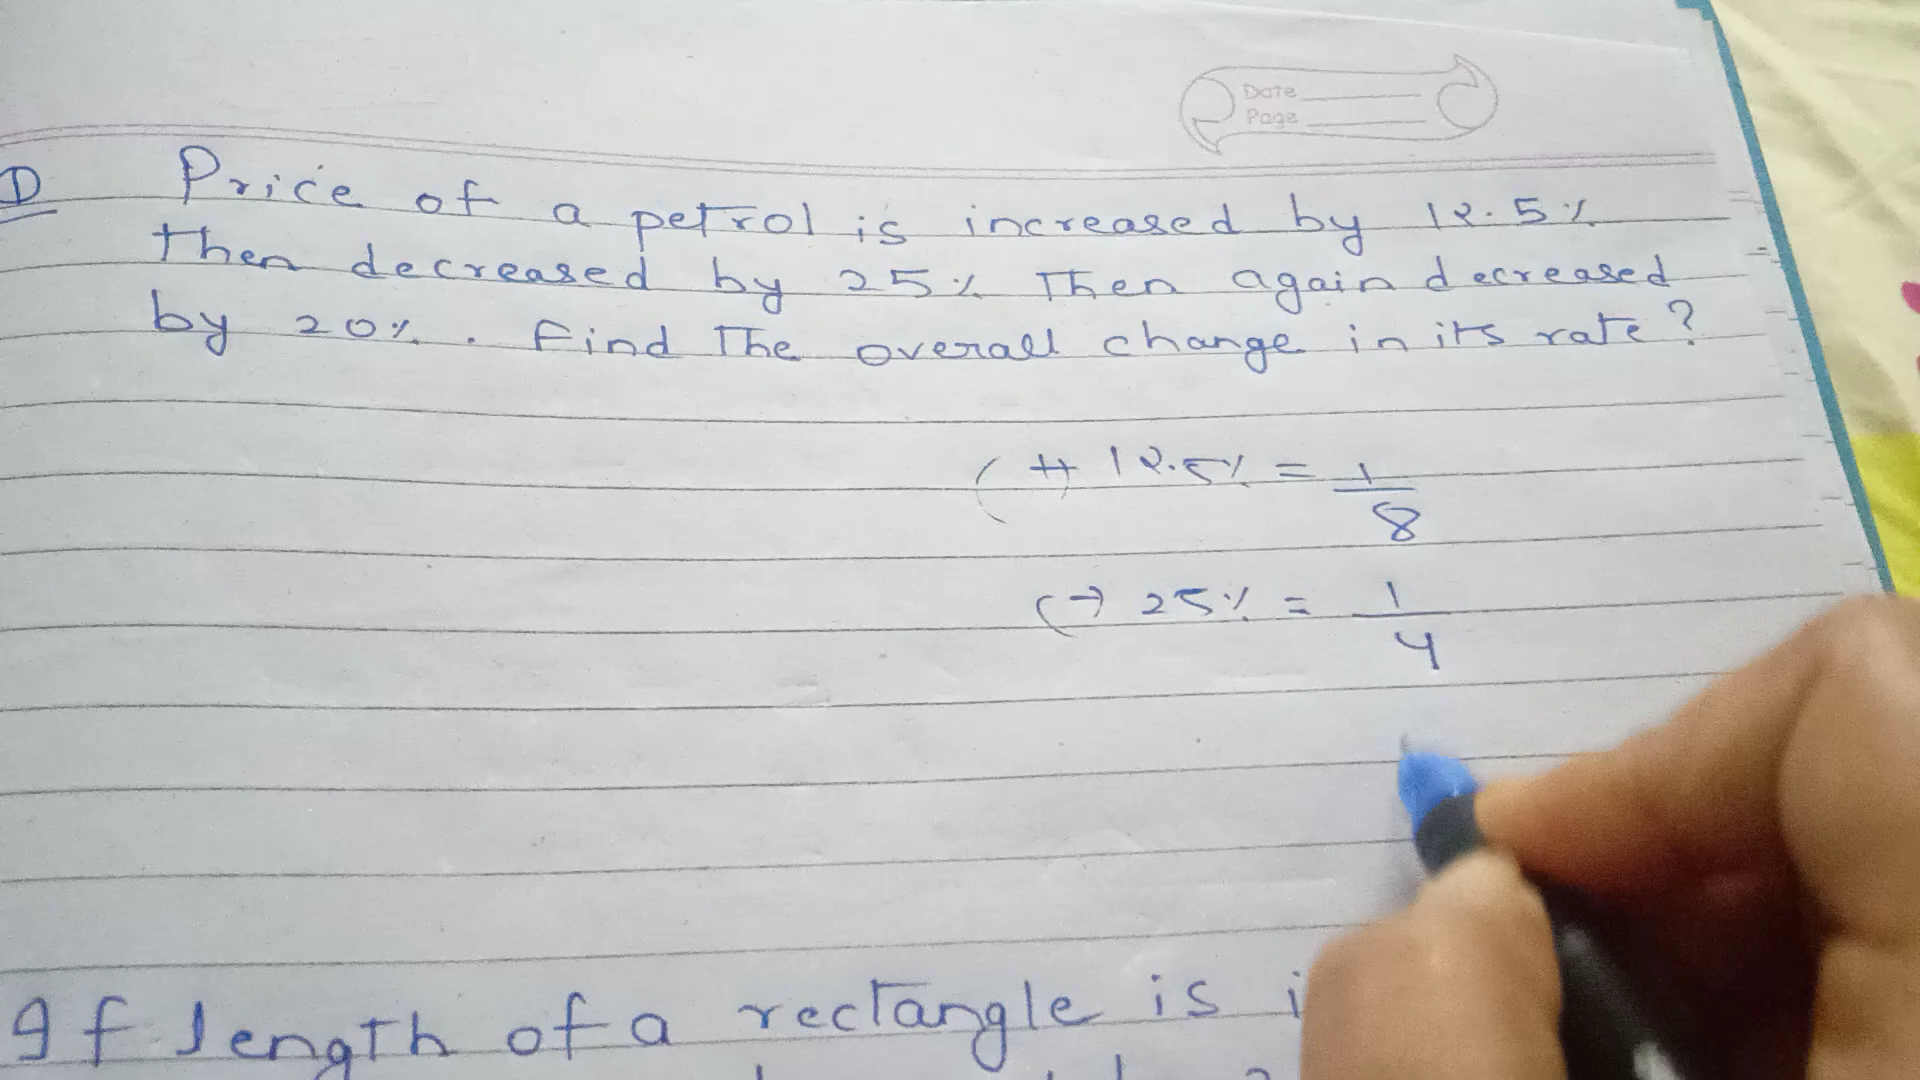 Date
Page
D Price of a petrol is increased by 12.5%
Then decreased by 25% Then again decreased
by 20%. Find The overall change in its rate?
(+) 12.5% = 1/8
(-) 25% = 1/4
If length of a rectangle is i